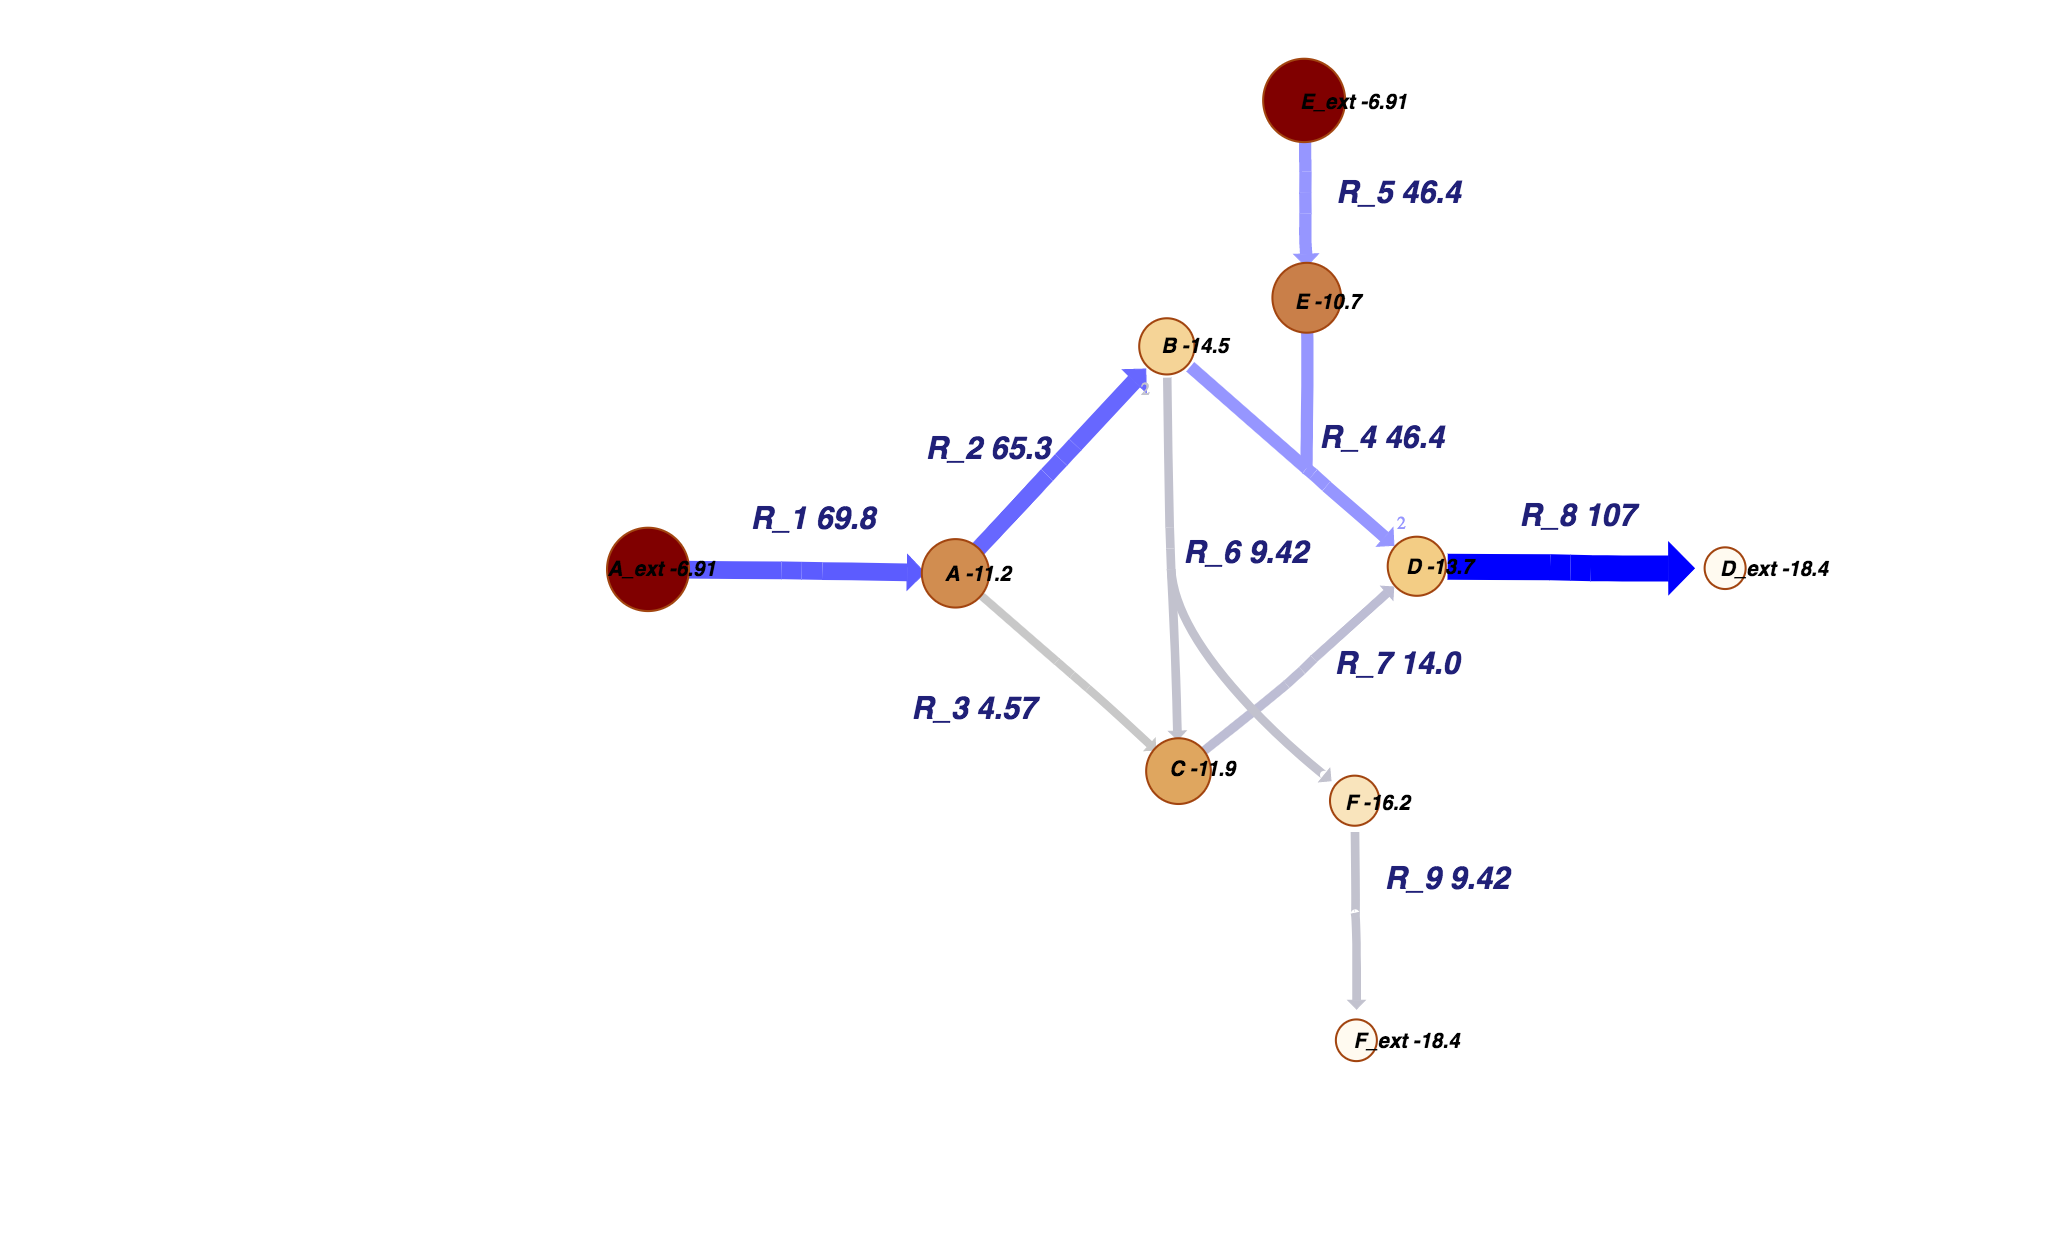 E_ext -6.91
R_5 46.4
E -10.7
B -14.5
2
R_2 65.3
R_4 46.4
R_1 69.8
2
R_8 107
R_6 9.42
A_ext -6.91
A -11.2
D -13.7
D_ext -18.4
R_7 14.0
R_3 4.57
C -11.9
F -16.2
R_9 9.42
F_ext -18.4